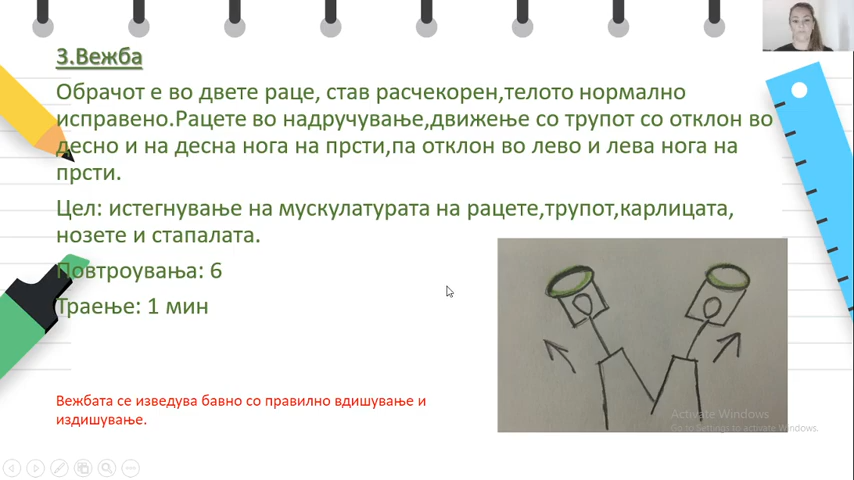 3.Вежба
Обрачот е во двете раце, став расчекорен,телото нормално
исправено.Рацете во надручување,движење со трупот со отклон во
десно и на десна нога на прсти,па отклон во лево и лева нога на
прсти.
Цел: истегнување на мускулатурата на рацете,трупот,карлицата,
нозете и стапалата.
Повтроувања: 6
Траење: 1 мин
Вежбата се изведува бавно со правилно вдишување и
издишување.
Activate Windows
Go to Settings to activate Windows.